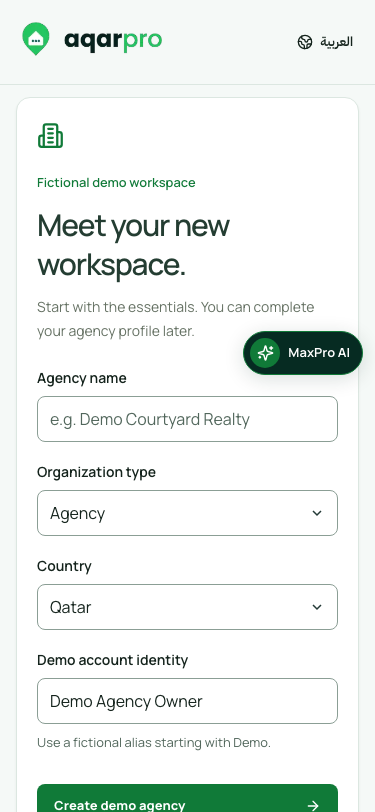 aqarpro
العربية
Fictional demo workspace
Meet your new
workspace.
Start with the essentials. You can complete
your agency profile later.
MaxPro AI
Agency name
e.g. Demo Courtyard Realty
Organization type
Agency
Country
Qatar
Demo account identity
Demo Agency Owner
Use a fictional alias starting with Demo.
Create demo agency